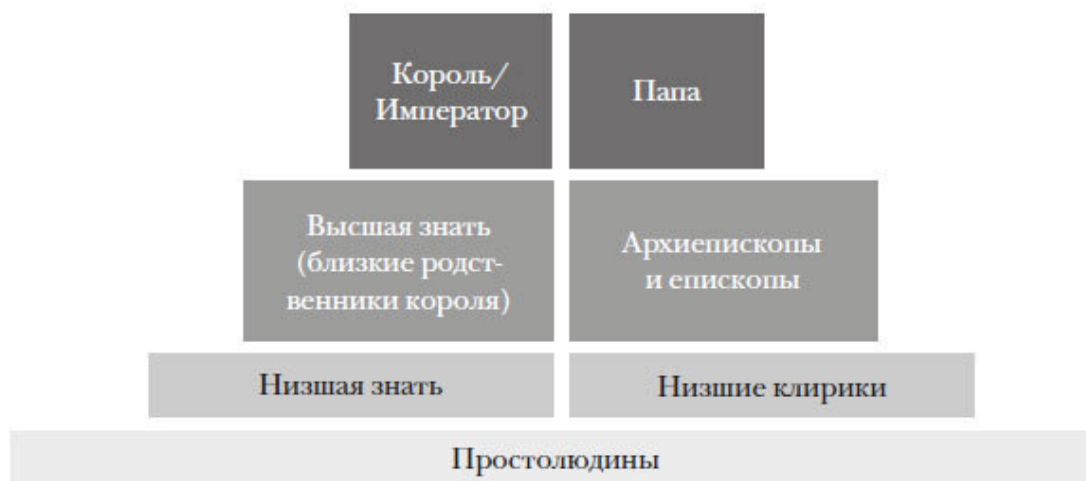 Король/
Император
Папа
Высшая знать
(близкие родст-
венники короля)
Архиепископы
и епископы
Низшая знать
Низшие клирики
Простолюдины